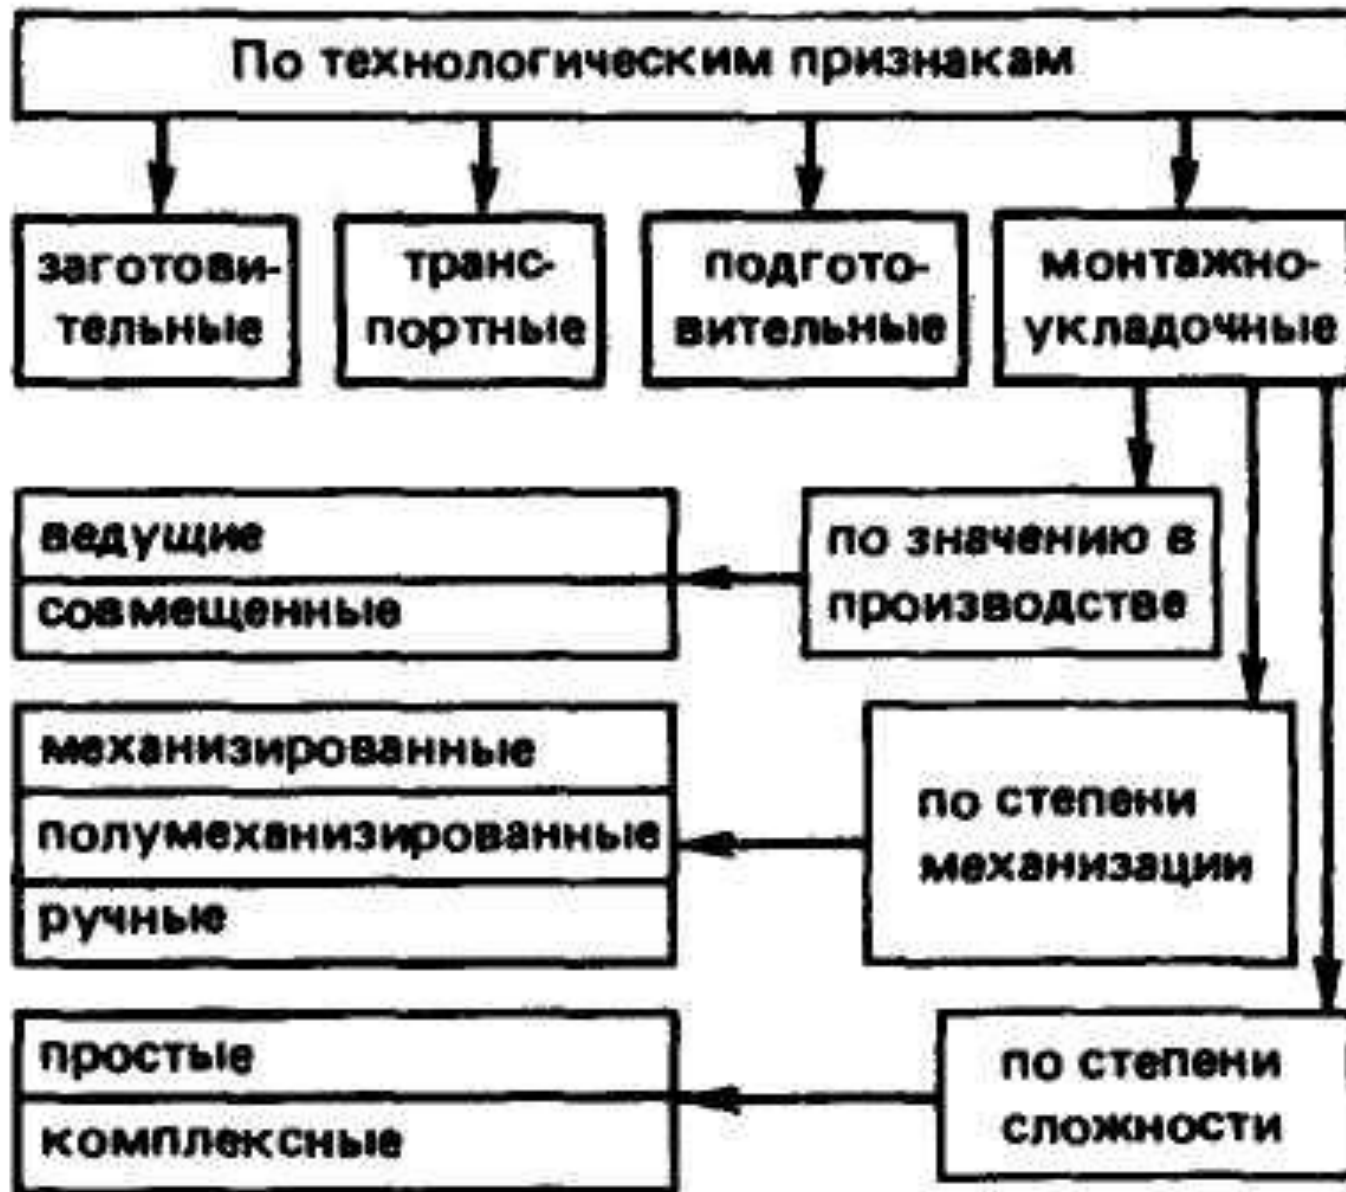 По технологическим признакам
заготови-
тельные
транс-
портные
подгото-
вительные
монтажно-
укладочные
ведущие
совмещенные
по значению в
производстве
механизированные
полумеханизированные
ручные
по степени
механизации
простые
комплексные
по степени
сложности